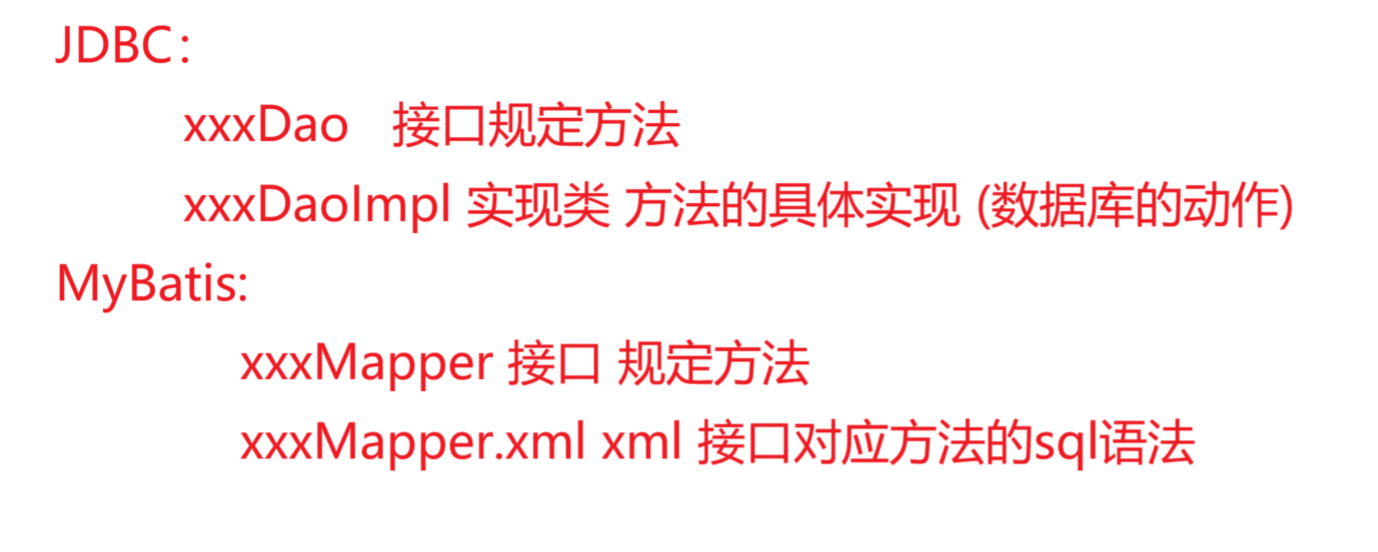 JDBC：
xxxDao 接口规定方法
xxxDaoImpl 实现类 方法的具体实现 (数据库的动作)
MyBatis:
xxxMapper 接口 规定方法
xxxMapper.xml xml 接口对应方法的sql语法